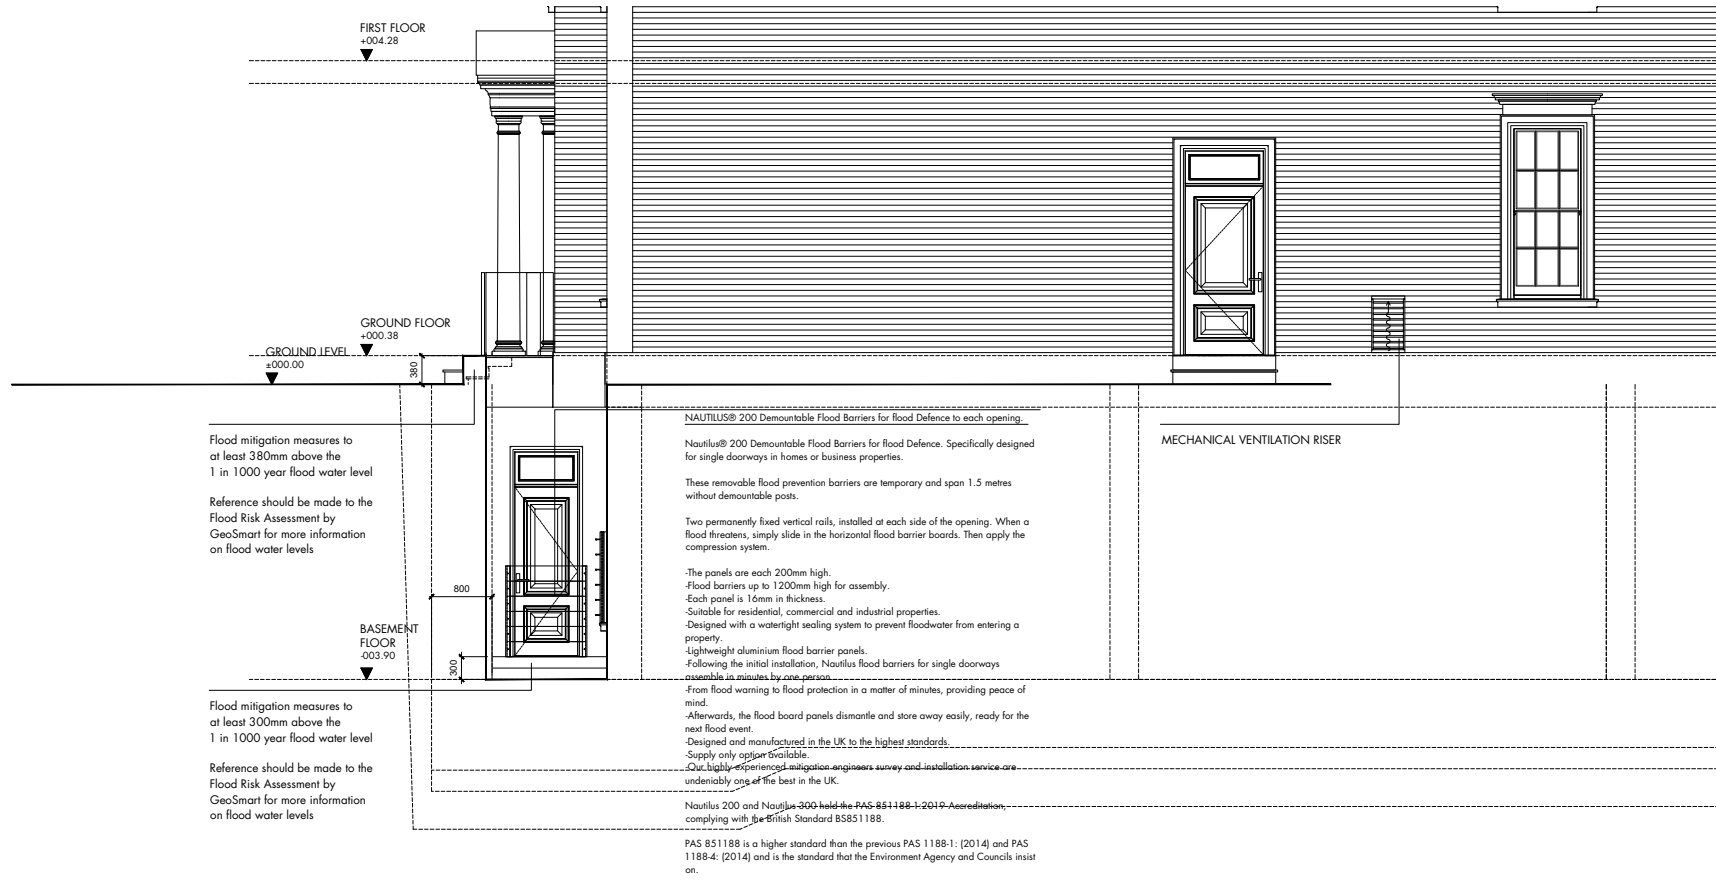 FIRST FLOOR
+004.28
GROUND FLOOR
+000.38
GROUND LEVEL
±000.00
380
Flood mitigation measures to
at least 380mm above the
1 in 1000 year flood water level
Reference should be made to the
Flood Risk Assessment by
GeoSmart for more information
on flood water levels
800
BASEMENT
FLOOR
-003.90
300
Flood mitigation measures to
at least 300mm above the
1 in 1000 year flood water level
Reference should be made to the
Flood Risk Assessment by
GeoSmart for more information
on flood water levels
NAUTILUS® 200 Demountable Flood Barriers for flood Defence to each opening.
Nautilus® 200 Demountable Flood Barriers for flood Defence. Specifically designed
for single doorways in homes or business properties.
These removable flood prevention barriers are temporary and span 1.5 metres
without demountable posts.
Two permanently fixed vertical rails, installed at each side of the opening. When a
flood threatens, simply slide in the horizontal flood barrier boards. Then apply the
compression system.
-The panels are each 200mm high.
-Flood barriers up to 1200mm high for assembly.
-Each panel is 16mm in thickness.
-Suitable for residential, commercial and industrial properties.
-Designed with a watertight sealing system to prevent floodwater from entering a
property.
-Lightweight aluminium flood barrier panels.
-Following the initial installation, Nautilus flood barriers for single doorways
assemble in minutes by one person
-From flood warning to flood protection in a matter of minutes, providing peace of
mind.
-Afterwards, the flood board panels dismantle and store away easily, ready for the
next flood event.
-Designed and manufactured in the UK to the highest standards.
-Supply only option available.
-Our highly experienced mitigation engineers survey and installation service are
undeniably one of the best in the UK.
Nautilus 200 and Nautilus 300 hold the PAS 851188-1:2019 Accreditation,
complying with the British Standard BS851188.
PAS 851188 is a higher standard than the previous PAS 1188-1: (2014) and PAS
1188-4: (2014) and is the standard that the Environment Agency and Councils insist
on.
MECHANICAL VENTILATION RISER